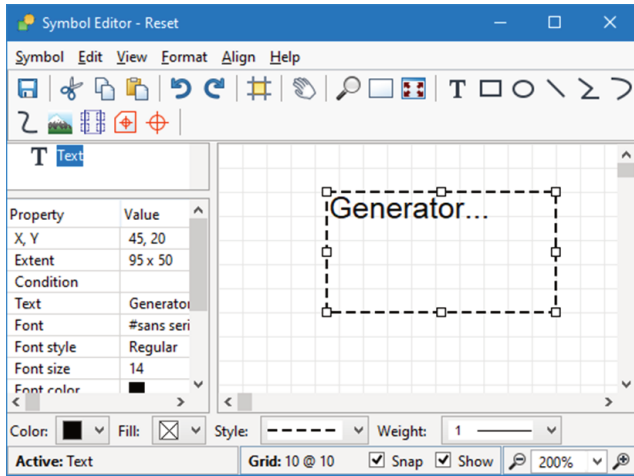 Symbol Editor - Reset
Symbol Edit View Format Align Help
T
T Text
Generator...
Property Value
X, Y 45, 20
Extent 95 x 50
Condition
Text Generator
Font #sans seri
Font style Regular
Font size 14
Font color
Color: Fill: Style: Weight: 1
Active: Text Grid: 10 @ 10 Snap Show 200%